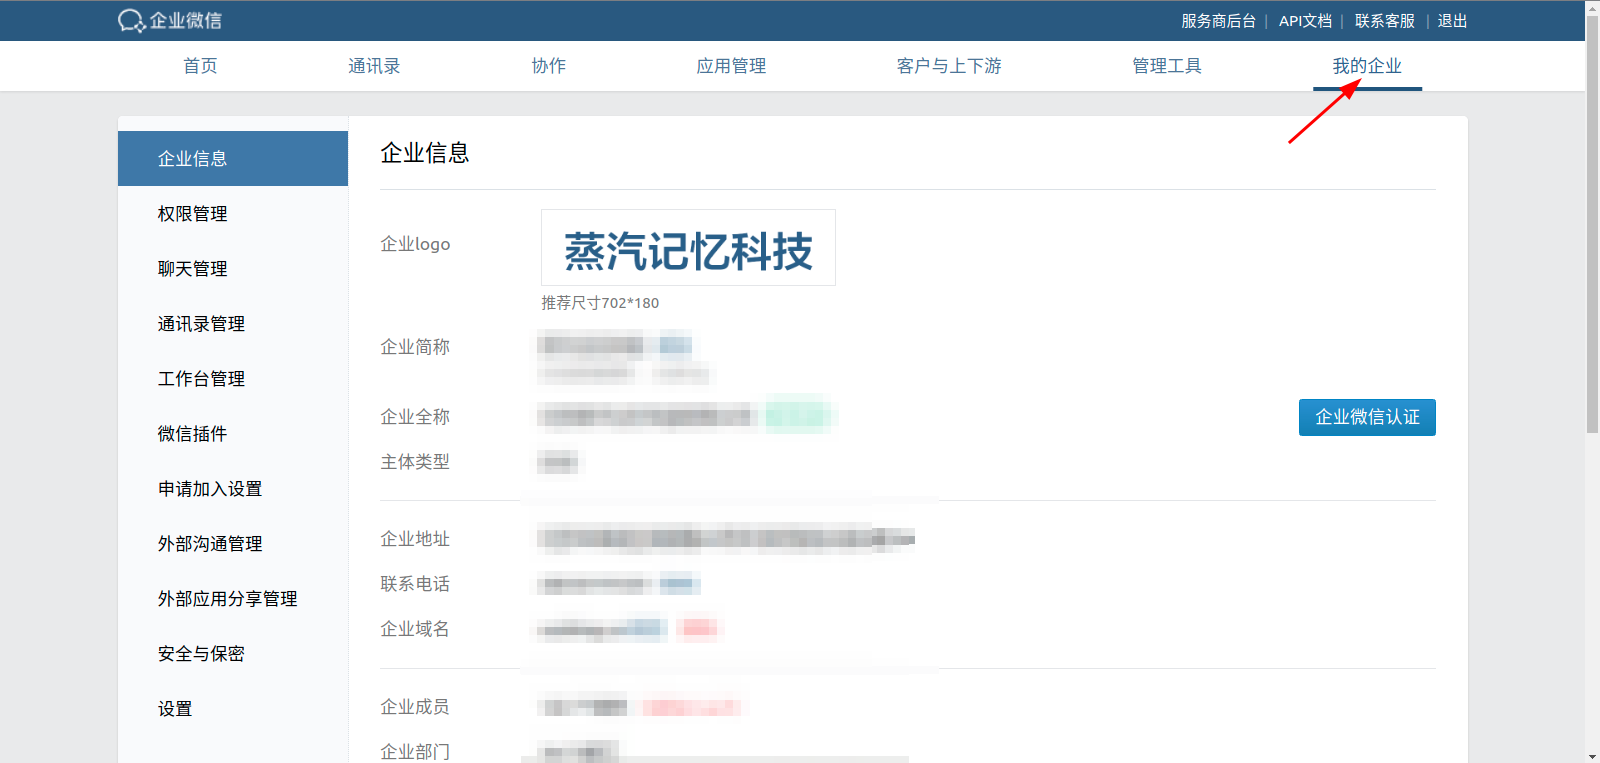 企业微信
服务商后台 | API文档 | 联系客服 | 退出
首页 通讯录 协作 应用管理 客户与上下游 管理工具 我的企业
企业信息
权限管理
聊天管理
通讯录管理
工作台管理
微信插件
申请加入设置
外部沟通管理
外部应用分享管理
安全与保密
设置
企业信息
企业logo
蒸汽记忆科技
推荐尺寸702*180
企业简称
企业全称
企业微信认证
主体类型
企业地址
联系电话
企业域名
企业成员
企业部门